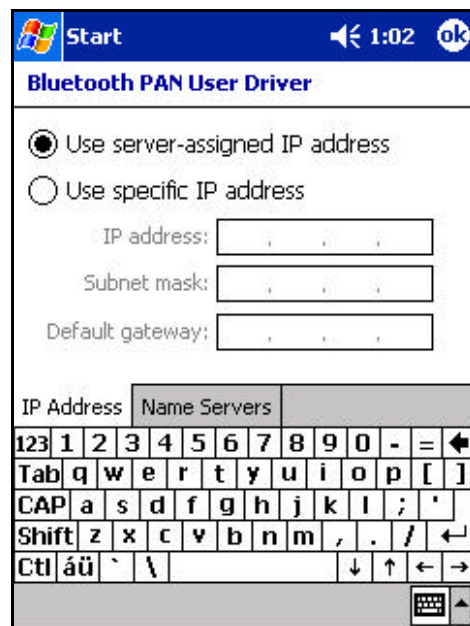 Start 1:02 ok
Bluetooth PAN User Driver
Use server-assigned IP address
Use specific IP address
IP address: . . .
Subnet mask: . . .
Default gateway: . . .
IP Address Name Servers
123 1 2 3 4 5 6 7 8 9 0 - = ←
Tab q w e r t y u i o p [ ]
CAP a s d f g h j k l ; '
Shift z x c v b n m , . / ↵
Ctl áü ` \ ↓ ↑ ← →